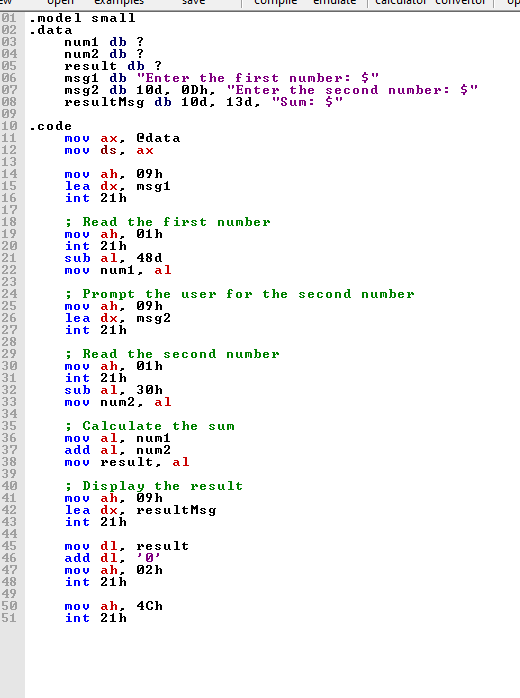 open examples save compile emulate calculator convertor
01 .model small
02 .data
03     num1 db ?
04     num2 db ?
05     result db ?
06     msg1 db "Enter the first number: $"
07     msg2 db 10d, 0Dh, "Enter the second number: $"
08     resultMsg db 10d, 13d, "Sum: $"
09
10 .code
11     mov ax, @data
12     mov ds, ax
13
14     mov ah, 09h
15     lea dx, msg1
16     int 21h
17
18     ; Read the first number
19     mov ah, 01h
20     int 21h
21     sub al, 48d
22     mov num1, al
23
24     ; Prompt the user for the second number
25     mov ah, 09h
26     lea dx, msg2
27     int 21h
28
29     ; Read the second number
30     mov ah, 01h
31     int 21h
32     sub al, 30h
33     mov num2, al
34
35     ; Calculate the sum
36     mov al, num1
37     add al, num2
38     mov result, al
39
40     ; Display the result
41     mov ah, 09h
42     lea dx, resultMsg
43     int 21h
44
45     mov dl, result
46     add dl, '0'
47     mov ah, 02h
48     int 21h
49
50     mov ah, 4Ch
51     int 21h